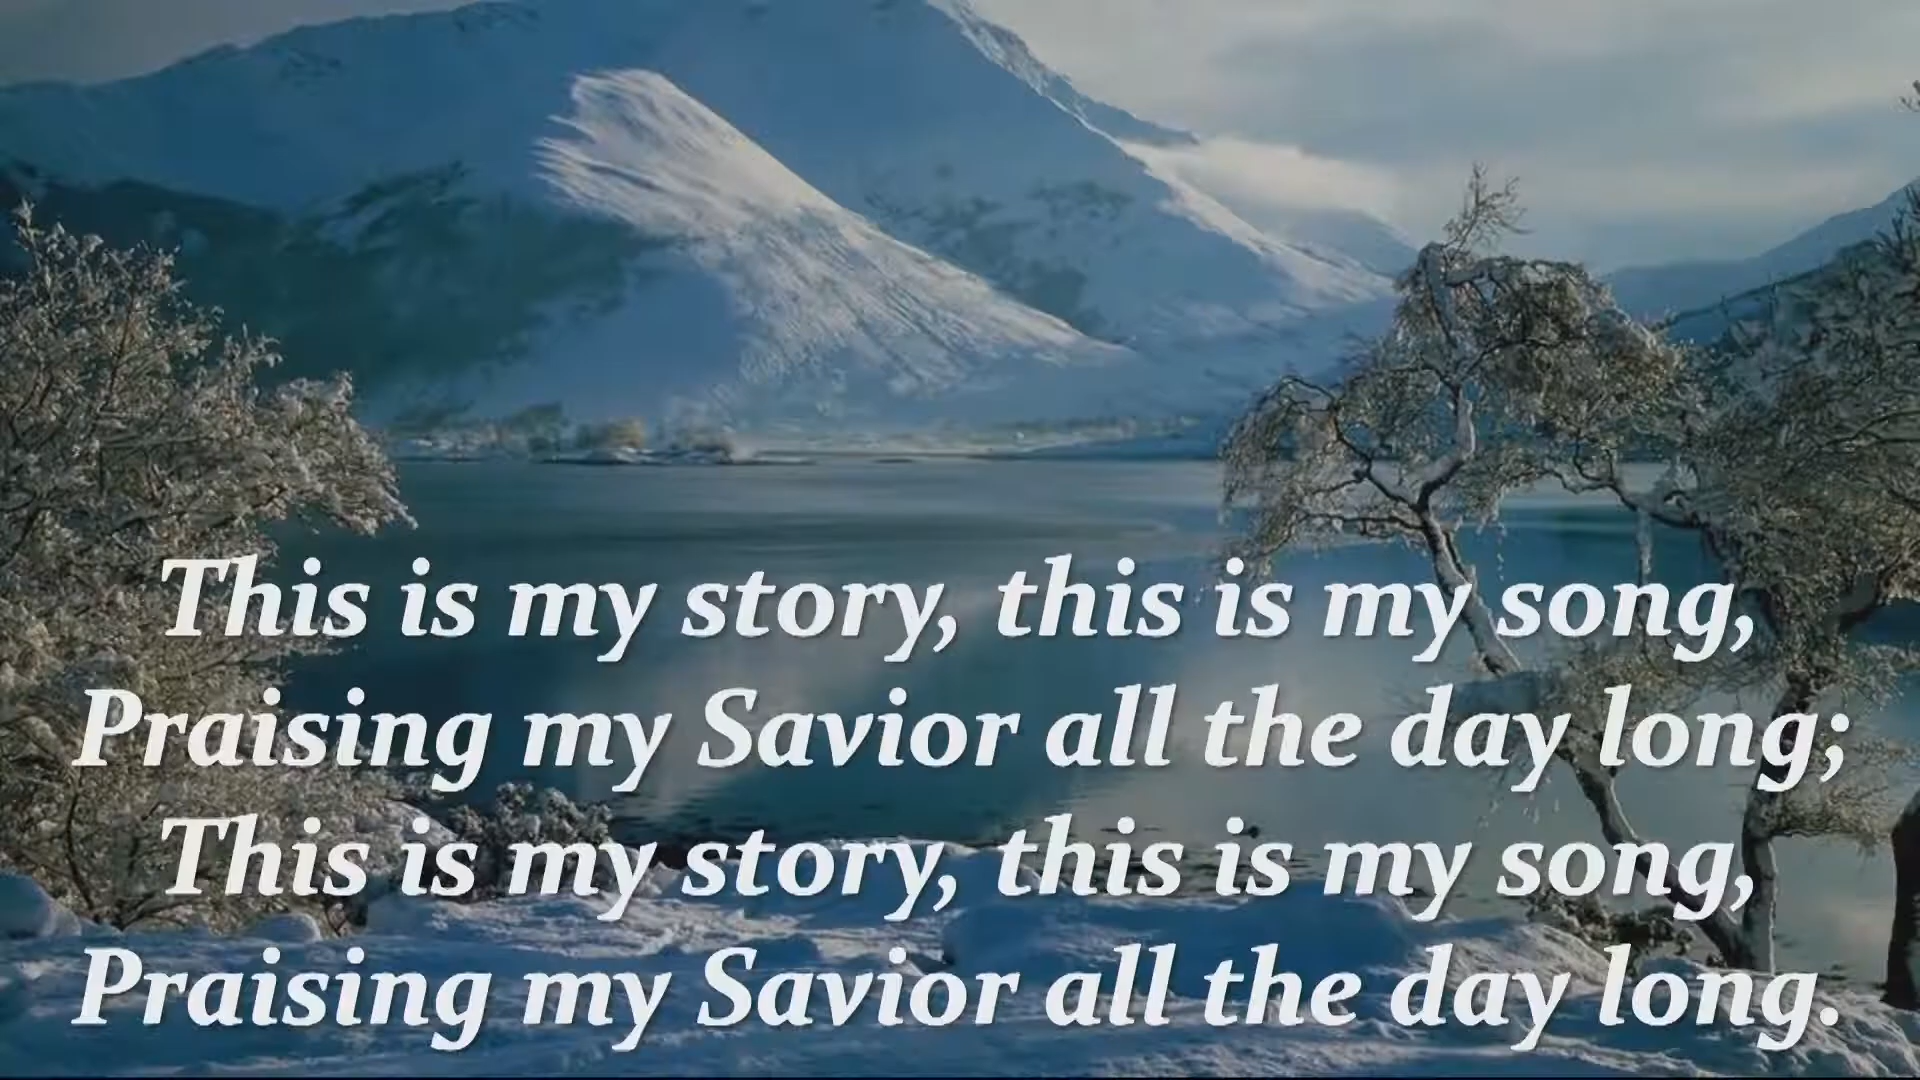 This is my story, this is my song,
Praising my Savior all the day long;
This is my story, this is my song,
Praising my Savior all the day long.